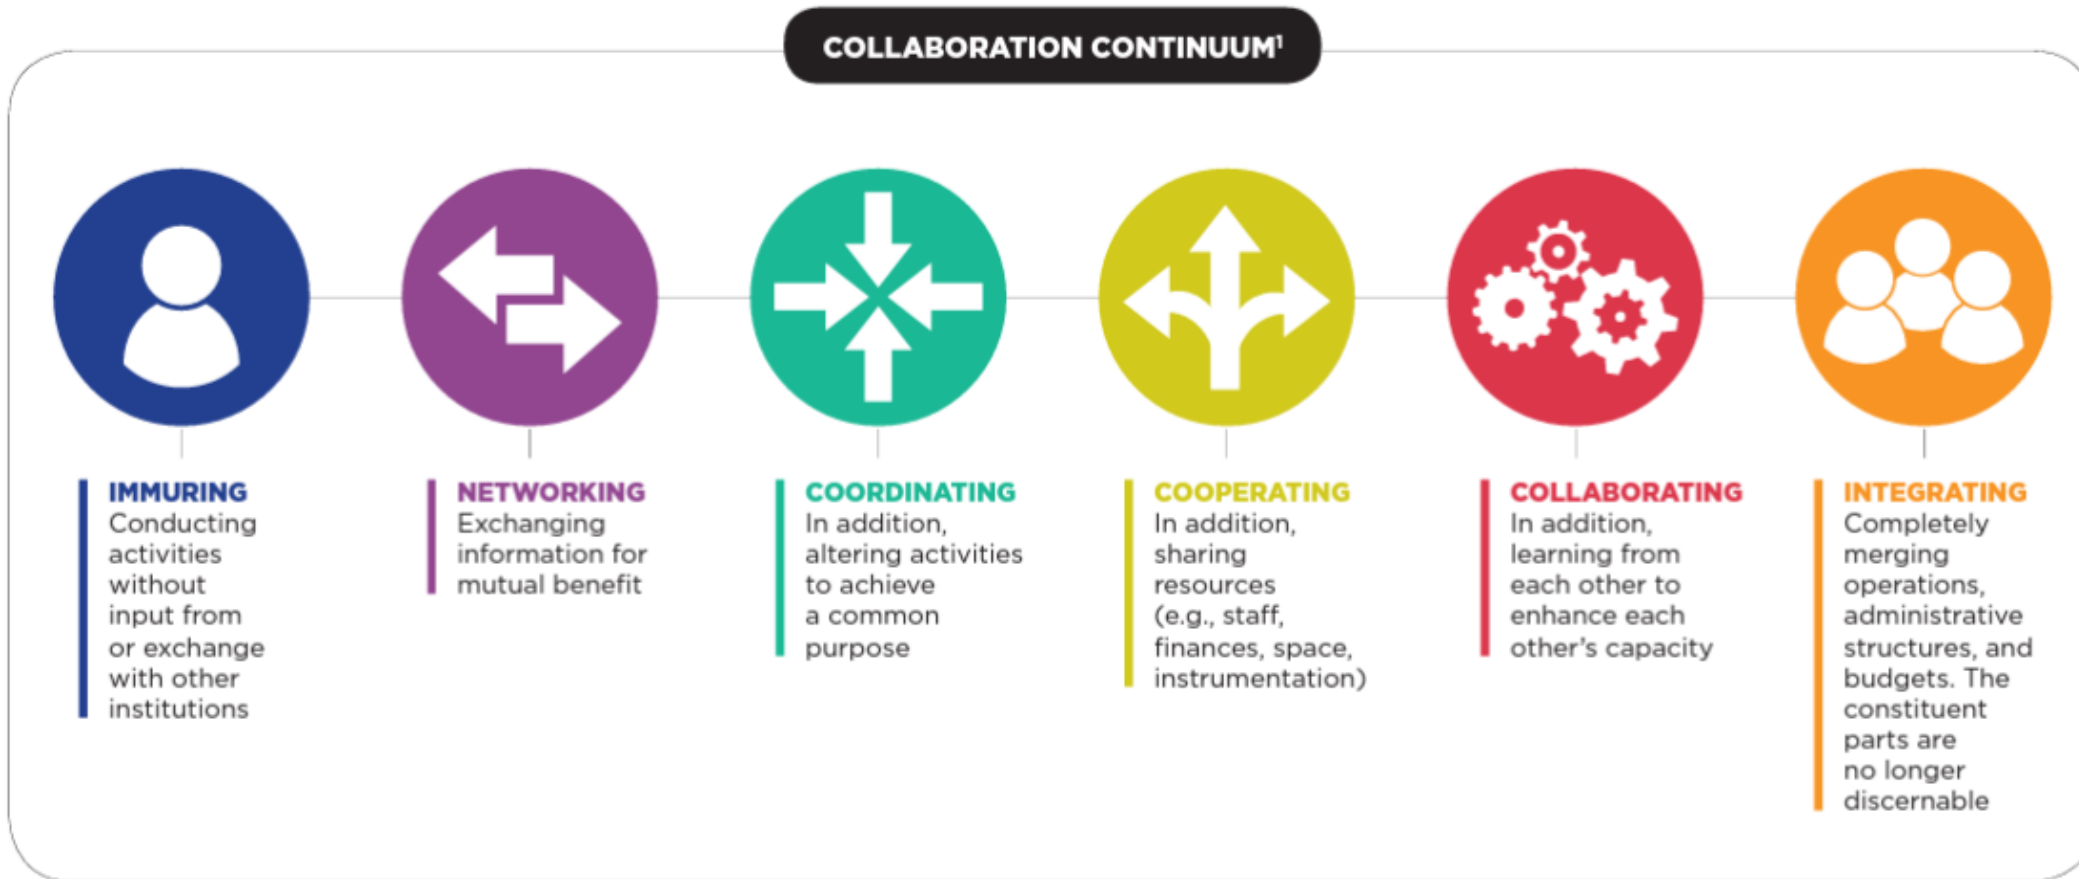 COLLABORATION CONTINUUM¹
IMMURING
Conducting
activities
without
input from
or exchange
with other
institutions
NETWORKING
Exchanging
information for
mutual benefit
COORDINATING
In addition,
altering activities
to achieve
a common
purpose
COOPERATING
In addition,
sharing
resources
(e.g., staff,
finances, space,
instrumentation)
COLLABORATING
In addition,
learning from
each other to
enhance each
other's capacity
INTEGRATING
Completely
merging
operations,
administrative
structures, and
budgets. The
constituent
parts are
no longer
discernable